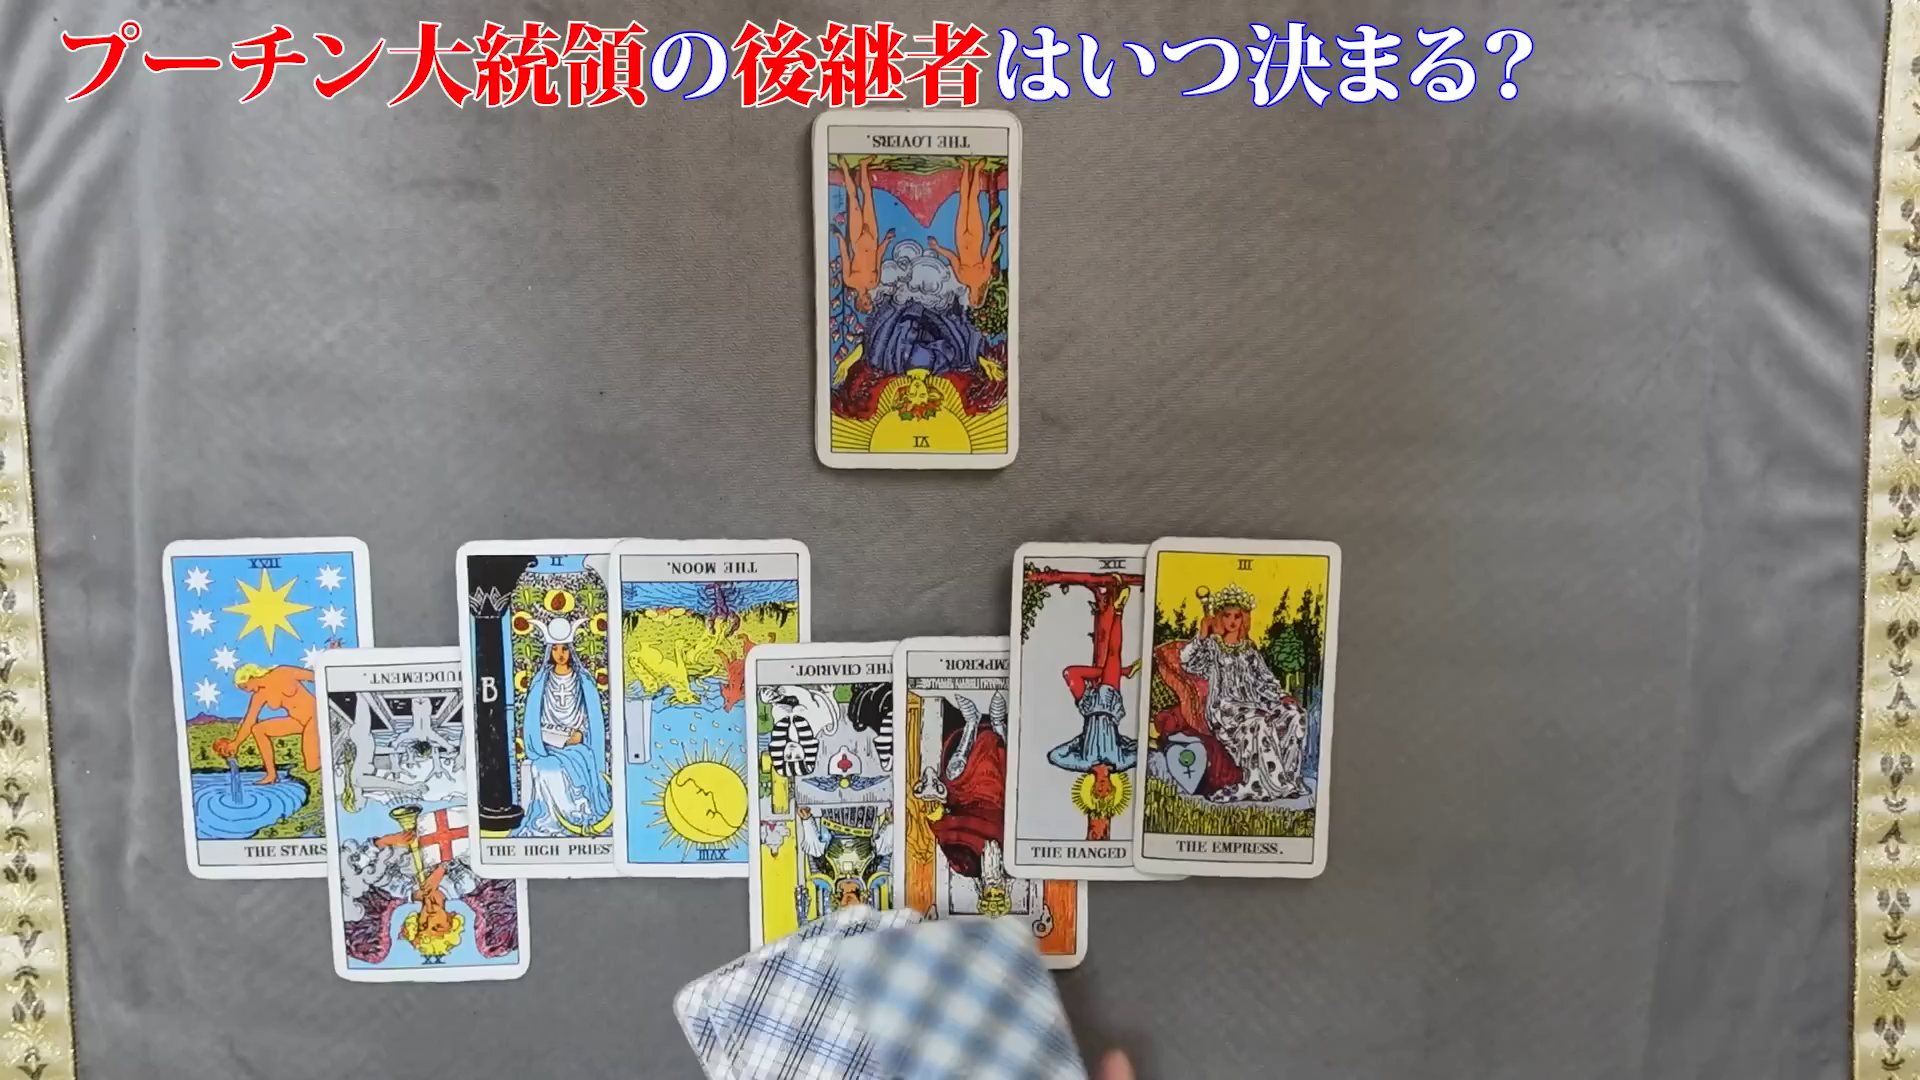 プーチン大統領の後継者はいつ決まる？
THE LOVERS.
VI
XVII
THE STARS
JUDGEMENT.
XX
II
B
THE HIGH PRIEST
THE MOON.
XVIII
THE CHARIOT.
EMPEROR.
XII
THE HANGED
III
THE EMPRESS.